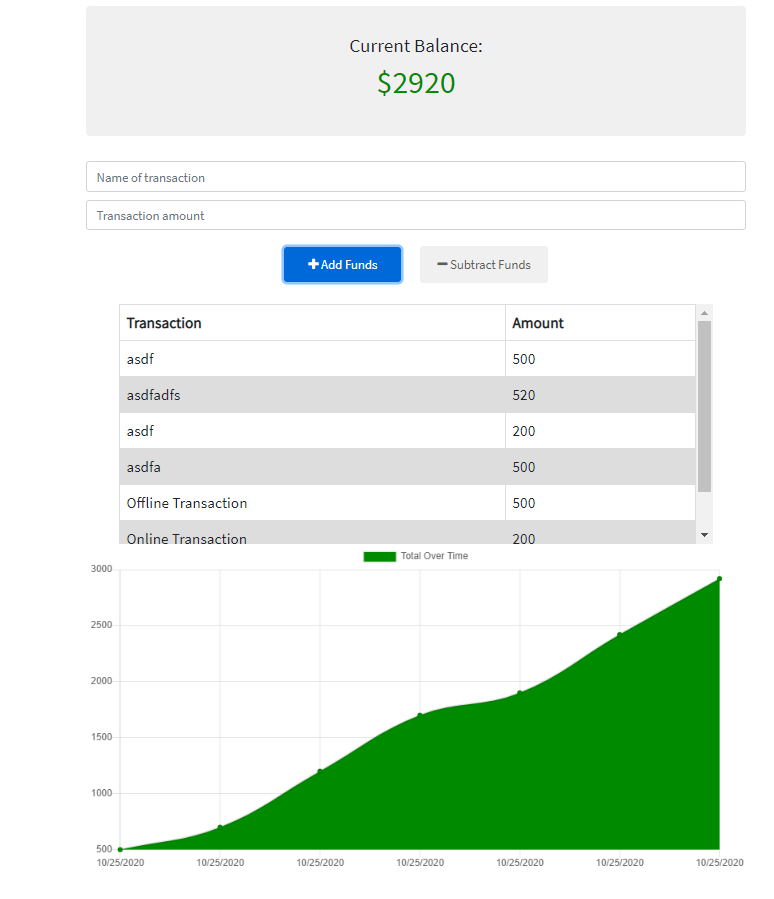 Current Balance:
$2920
Name of transaction
Transaction amount
+ Add Funds
− Subtract Funds
Transaction Amount
asdf 500
asdfadfs 520
asdf 200
asdfa 500
Offline Transaction 500
Online Transaction 200
Total Over Time
3000
2500
2000
1500
1000
500
10/25/2020 10/25/2020 10/25/2020 10/25/2020 10/25/2020 10/25/2020 10/25/2020